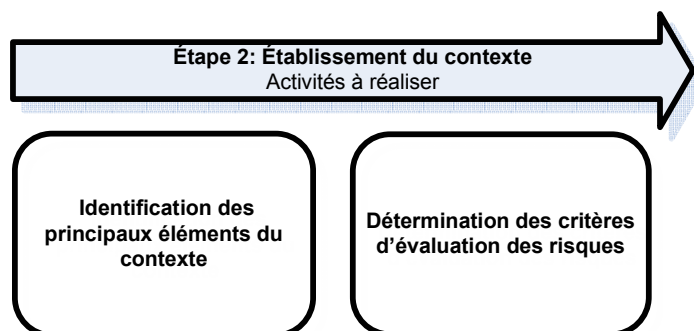 Étape 2: Établissement du contexte
Activités à réaliser
Identification des
principaux éléments du
contexte
Détermination des critères
d’évaluation des risques